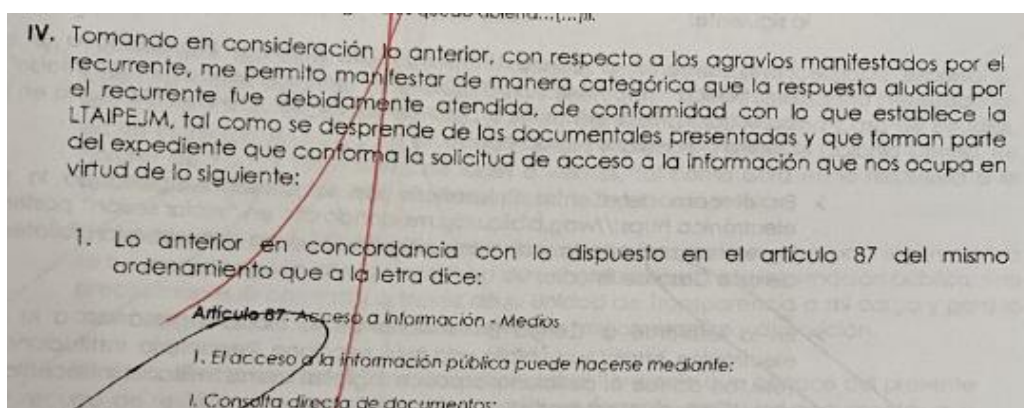 quedó abierta...(...)II.
IV. Tomando en consideración lo anterior, con respecto a los agravios manifestados por el
recurrente, me permito manifestar de manera categórica que la respuesta aludida por
el recurrente fue debidamente atendida, de conformidad con lo que establece la
LTAIPEJM, tal como se desprende de las documentales presentadas y que forman parte
del expediente que conforma la solicitud de acceso a la información que nos ocupa en
virtud de lo siguiente:
1. Lo anterior en concordancia con lo dispuesto en el artículo 87 del mismo
ordenamiento que a la letra dice:
Artículo 87. Acceso a Información - Medios
1. El acceso a la información pública puede hacerse mediante:
I. Consulta directa de documentos;